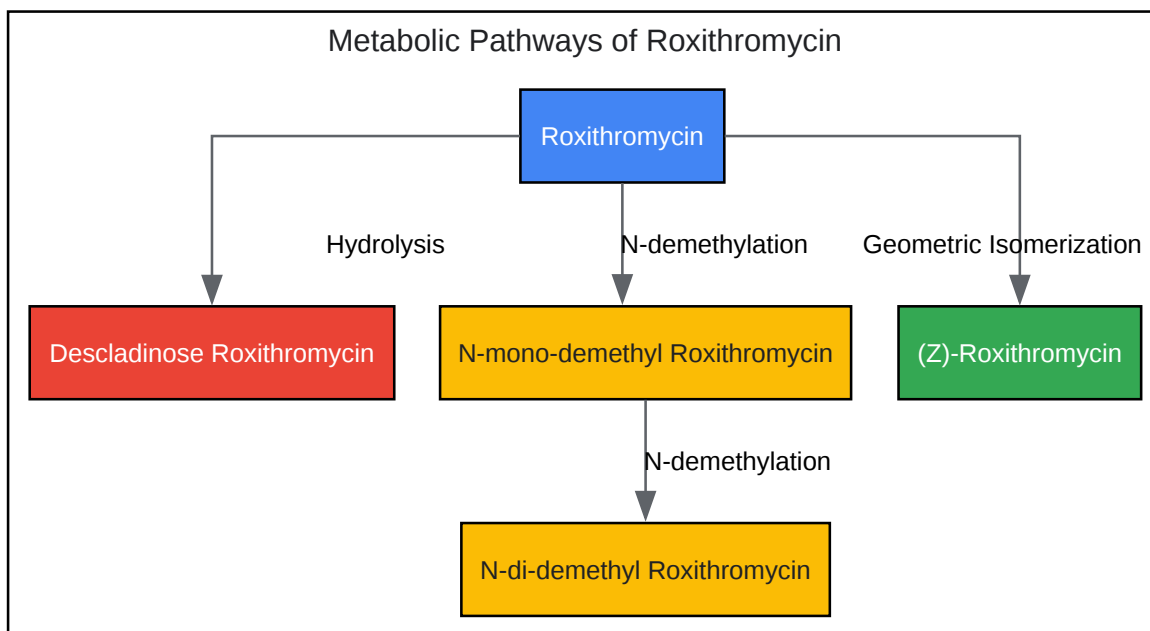 Metabolic Pathways of Roxithromycin
Roxithromycin
Hydrolysis
N-demethylation
Geometric Isomerization
Descladinose Roxithromycin
N-mono-demethyl Roxithromycin
(Z)-Roxithromycin
N-demethylation
N-di-demethyl Roxithromycin